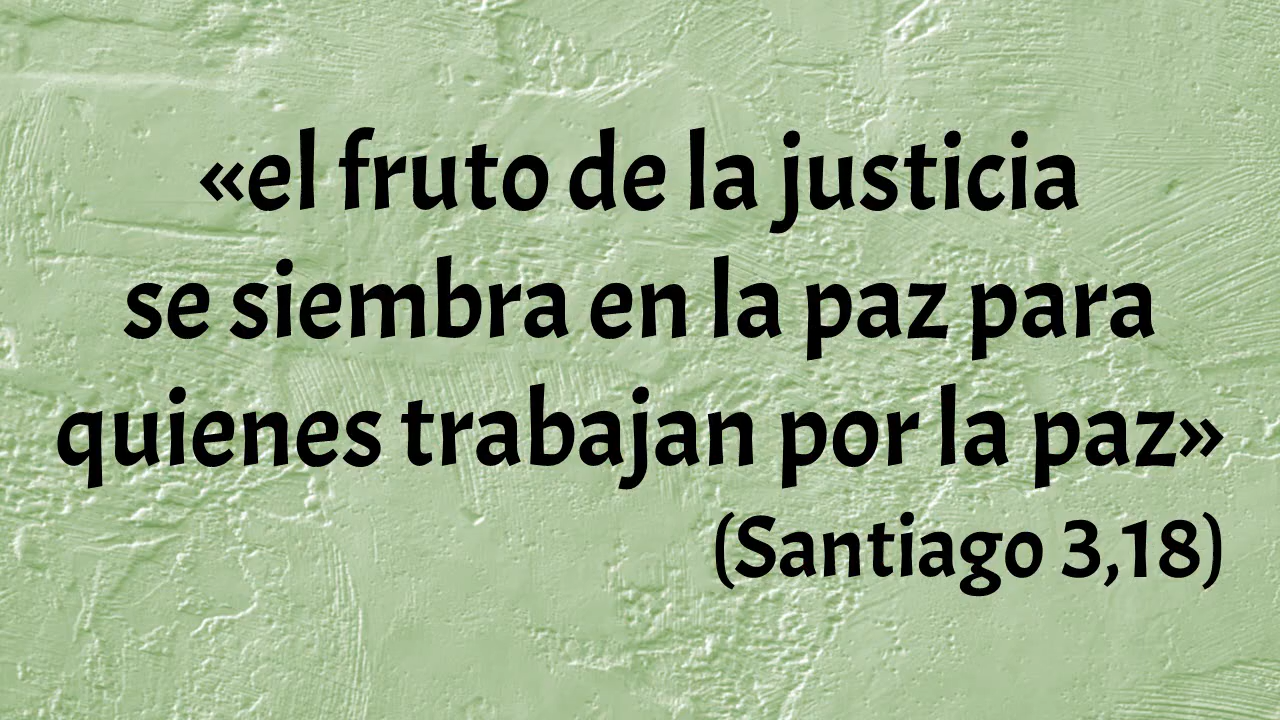 «el fruto de la justicia
se siembra en la paz para
quienes trabajan por la paz»
(Santiago 3,18)